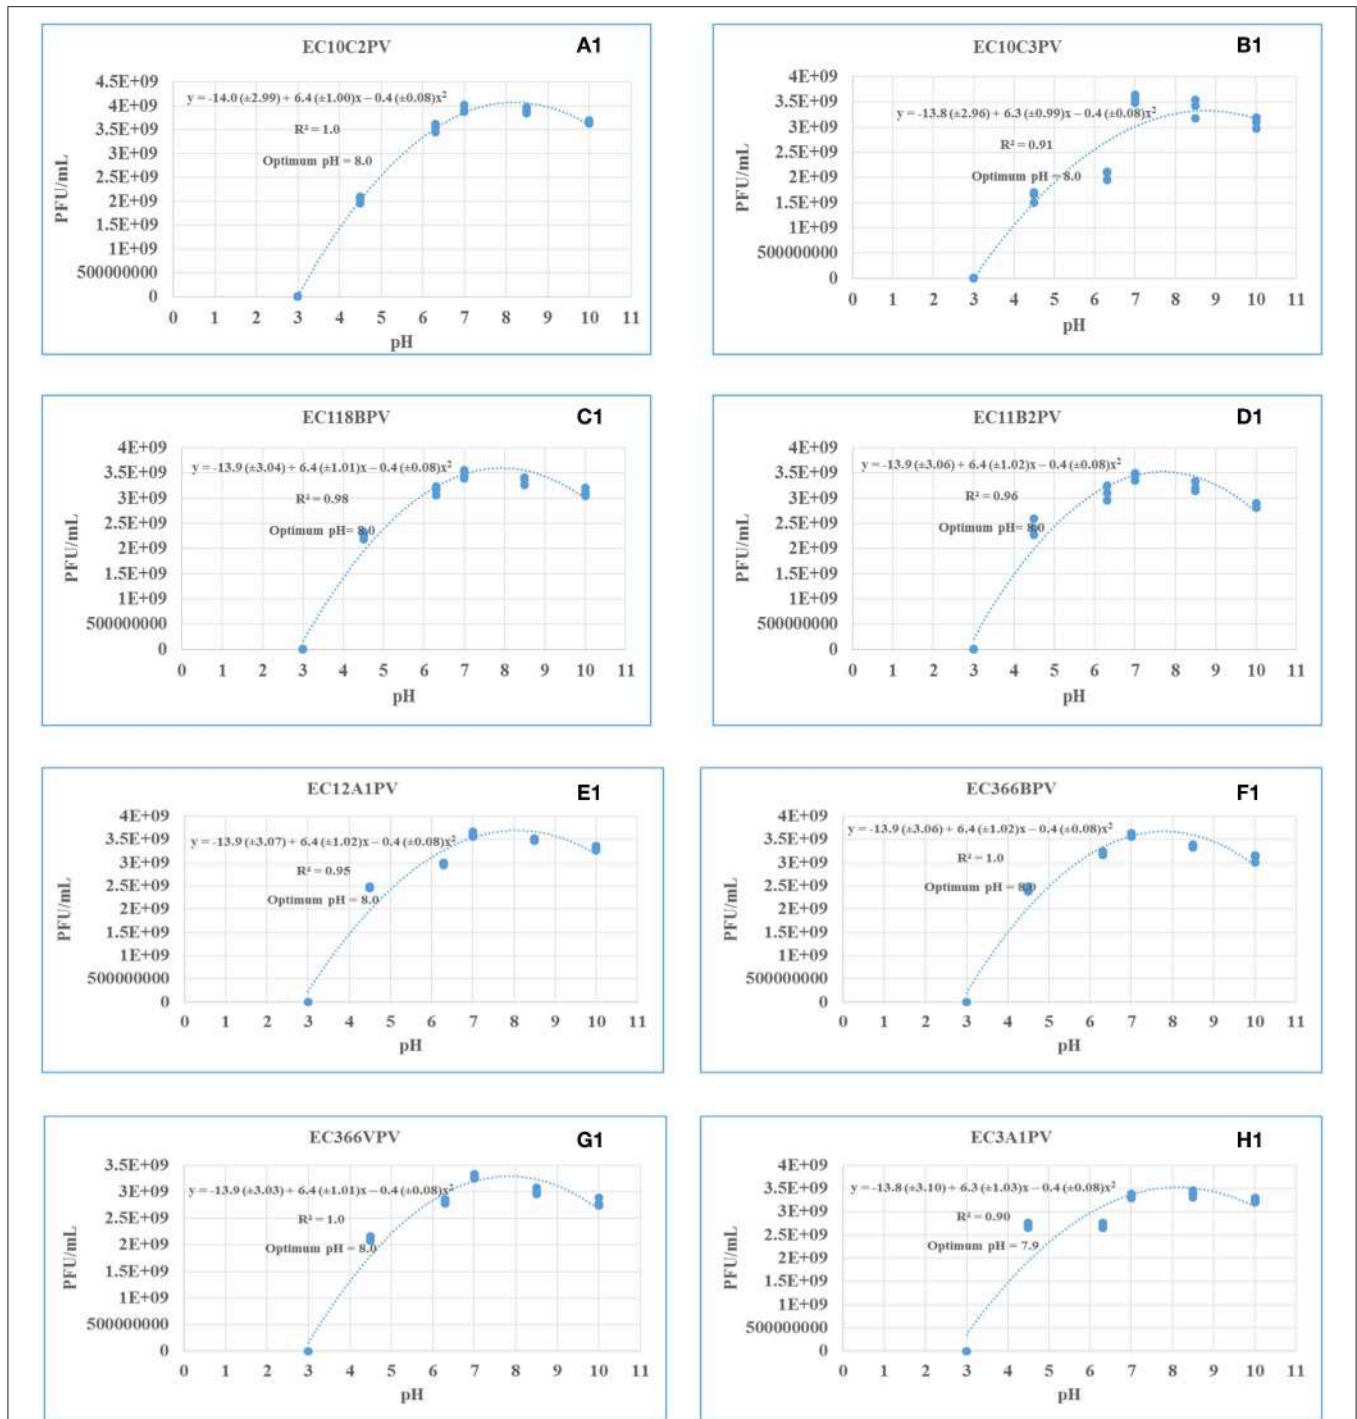 EC10C2PV A1
4.5E+09
y = -14.0 (±2.99) + 6.4 (±1.00)x – 0.4 (±0.08)x²
4E+09
3.5E+09
R² = 1.0
3E+09
Optimum pH = 8.0
2.5E+09
2E+09
1.5E+09
1E+09
500000000
0
PFU/mL
0 1 2 3 4 5 6 7 8 9 10 11
pH
EC10C3PV B1
4E+09
3.5E+09
y = -13.8 (±2.96) + 6.3 (±0.99)x – 0.4 (±0.08)x²
3E+09
R² = 0.91
2.5E+09
Optimum pH = 8.0
2E+09
1.5E+09
1E+09
500000000
0
PFU/mL
0 1 2 3 4 5 6 7 8 9 10 11
pH
EC118BPV C1
4E+09
y = -13.9 (±3.04) + 6.4 (±1.01)x – 0.4 (±0.08)x²
3.5E+09
R² = 0.98
3E+09
2.5E+09
Optimum pH= 8.0
2E+09
1.5E+09
1E+09
500000000
0
PFU/mL
0 1 2 3 4 5 6 7 8 9 10 11
pH
EC11B2PV D1
4E+09
y = -13.9 (±3.06) + 6.4 (±1.02)x – 0.4 (±0.08)x²
3.5E+09
R² = 0.96
3E+09
2.5E+09
Optimum pH= 8.0
2E+09
1.5E+09
1E+09
500000000
0
PFU/mL
0 1 2 3 4 5 6 7 8 9 10 11
pH
EC12A1PV E1
4E+09
3.5E+09
y = -13.9 (±3.07) + 6.4 (±1.02)x – 0.4 (±0.08)x²
3E+09
R² = 0.95
2.5E+09
Optimum pH = 8.0
2E+09
1.5E+09
1E+09
500000000
0
PFU/mL
0 1 2 3 4 5 6 7 8 9 10 11
pH
EC366BPV F1
4E+09
y = -13.9 (±3.06) + 6.4 (±1.02)x – 0.4 (±0.08)x²
3.5E+09
R² = 1.0
3E+09
2.5E+09
Optimum pH = 8.0
2E+09
1.5E+09
1E+09
500000000
0
PFU/mL
0 1 2 3 4 5 6 7 8 9 10 11
pH
EC366VPV G1
3.5E+09
y = -13.9 (±3.03) + 6.4 (±1.01)x – 0.4 (±0.08)x²
3E+09
R² = 1.0
2.5E+09
Optimum pH = 8.0
2E+09
1.5E+09
1E+09
500000000
0
PFU/mL
0 1 2 3 4 5 6 7 8 9 10 11
pH
EC3A1PV H1
4E+09
y = -13.8 (±3.10) + 6.3 (±1.03)x – 0.4 (±0.08)x²
3.5E+09
R² = 0.90
3E+09
2.5E+09
Optimum pH = 7.9
2E+09
1.5E+09
1E+09
500000000
0
PFU/mL
0 1 2 3 4 5 6 7 8 9 10 11
pH